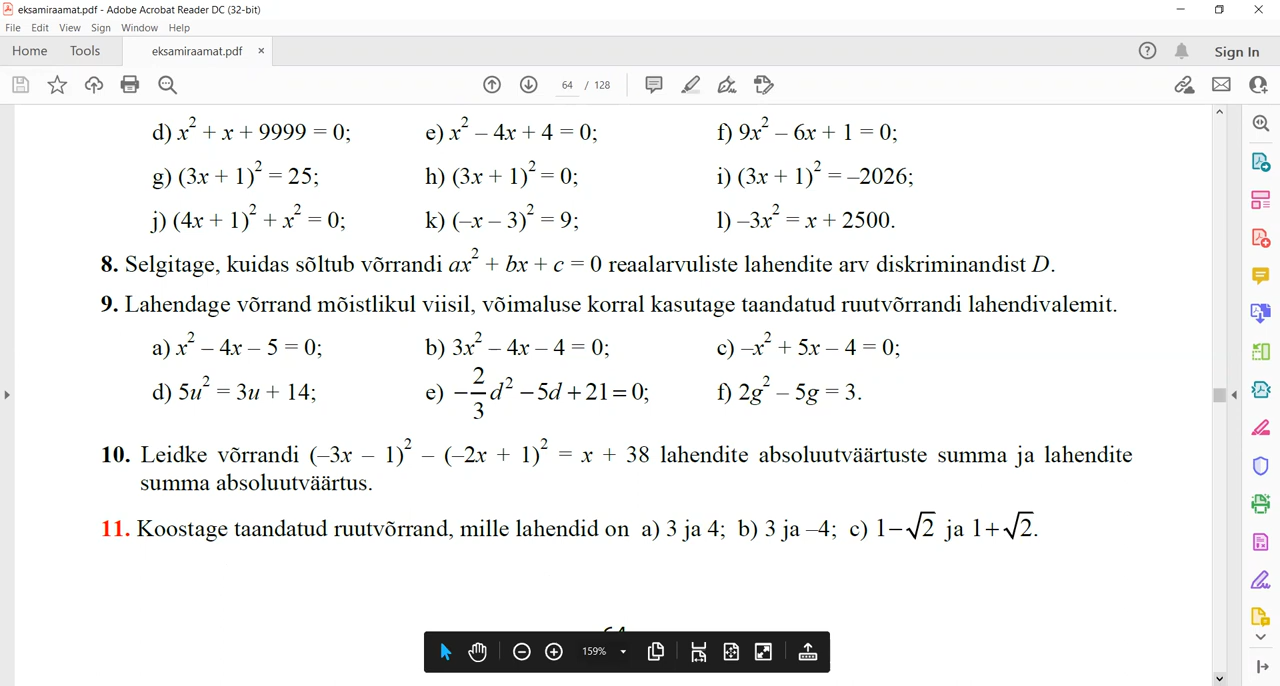 eksamiraamat.pdf - Adobe Acrobat Reader DC (32-bit)
File Edit View Sign Window Help
Home Tools eksamiraamat.pdf × Sign In
64 / 128
d) x² + x + 9999 = 0; e) x² – 4x + 4 = 0; f) 9x² – 6x + 1 = 0;
g) (3x + 1)² = 25; h) (3x + 1)² = 0; i) (3x + 1)² = –2026;
j) (4x + 1)² + x² = 0; k) (–x – 3)² = 9; l) –3x² = x + 2500.
8. Selgitage, kuidas sõltub võrrandi ax² + bx + c = 0 reaalarvuliste lahendite arv diskriminandist D.
9. Lahendage võrrand mõistlikul viisil, võimaluse korral kasutage taandatud ruutvõrrandi lahendivalemit.
a) x² – 4x – 5 = 0; b) 3x² – 4x – 4 = 0; c) –x² + 5x – 4 = 0;
d) 5u² = 3u + 14; e) –2/3 d² – 5d + 21 = 0; f) 2g² – 5g = 3.
10. Leidke võrrandi (–3x – 1)² – (–2x + 1)² = x + 38 lahendite absoluutväärtuste summa ja lahendite
summa absoluutväärtus.
11. Koostage taandatud ruutvõrrand, mille lahendid on a) 3 ja 4; b) 3 ja –4; c) 1–√2 ja 1+√2.
159%